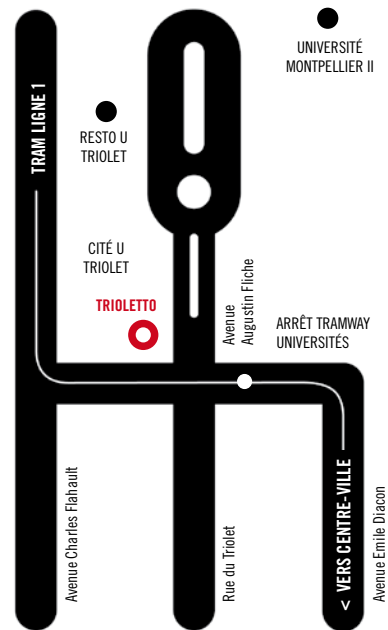 UNIVERSITÉ
MONTPELLIER II
TRAM LIGNE 1
RESTO U
TRIOLET
CITÉ U
TRIOLET
TRIOLETTO
Avenue
Augustin Fliche
ARRÊT TRAMWAY
UNIVERSITÉS
Avenue Charles Flahault
Rue du Triolet
< VERS CENTRE-VILLE
Avenue Emile Diacon